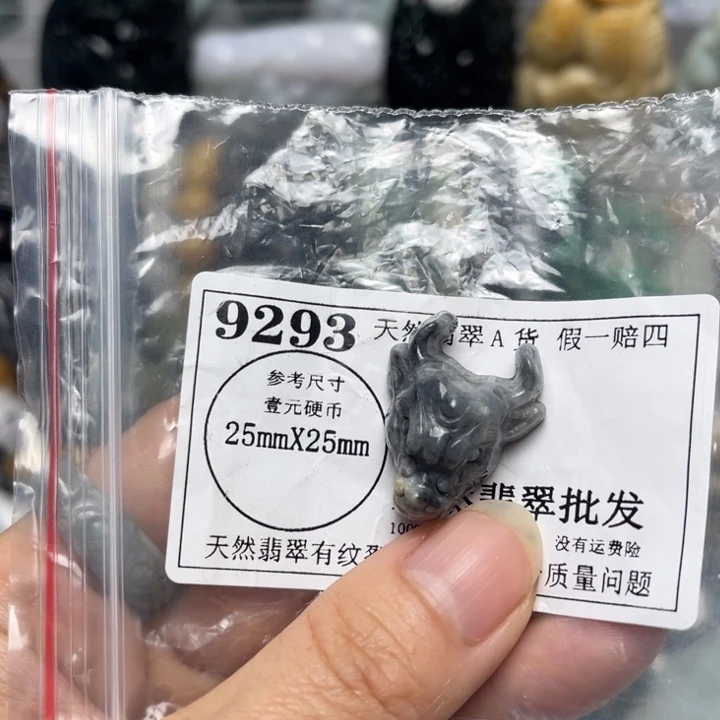 9293 天然翡翠A货 假一赔四
参考尺寸
壹元硬币
25mmX25mm
翡翠批发
100
没有运费险
天然翡翠有纹裂
质量问题